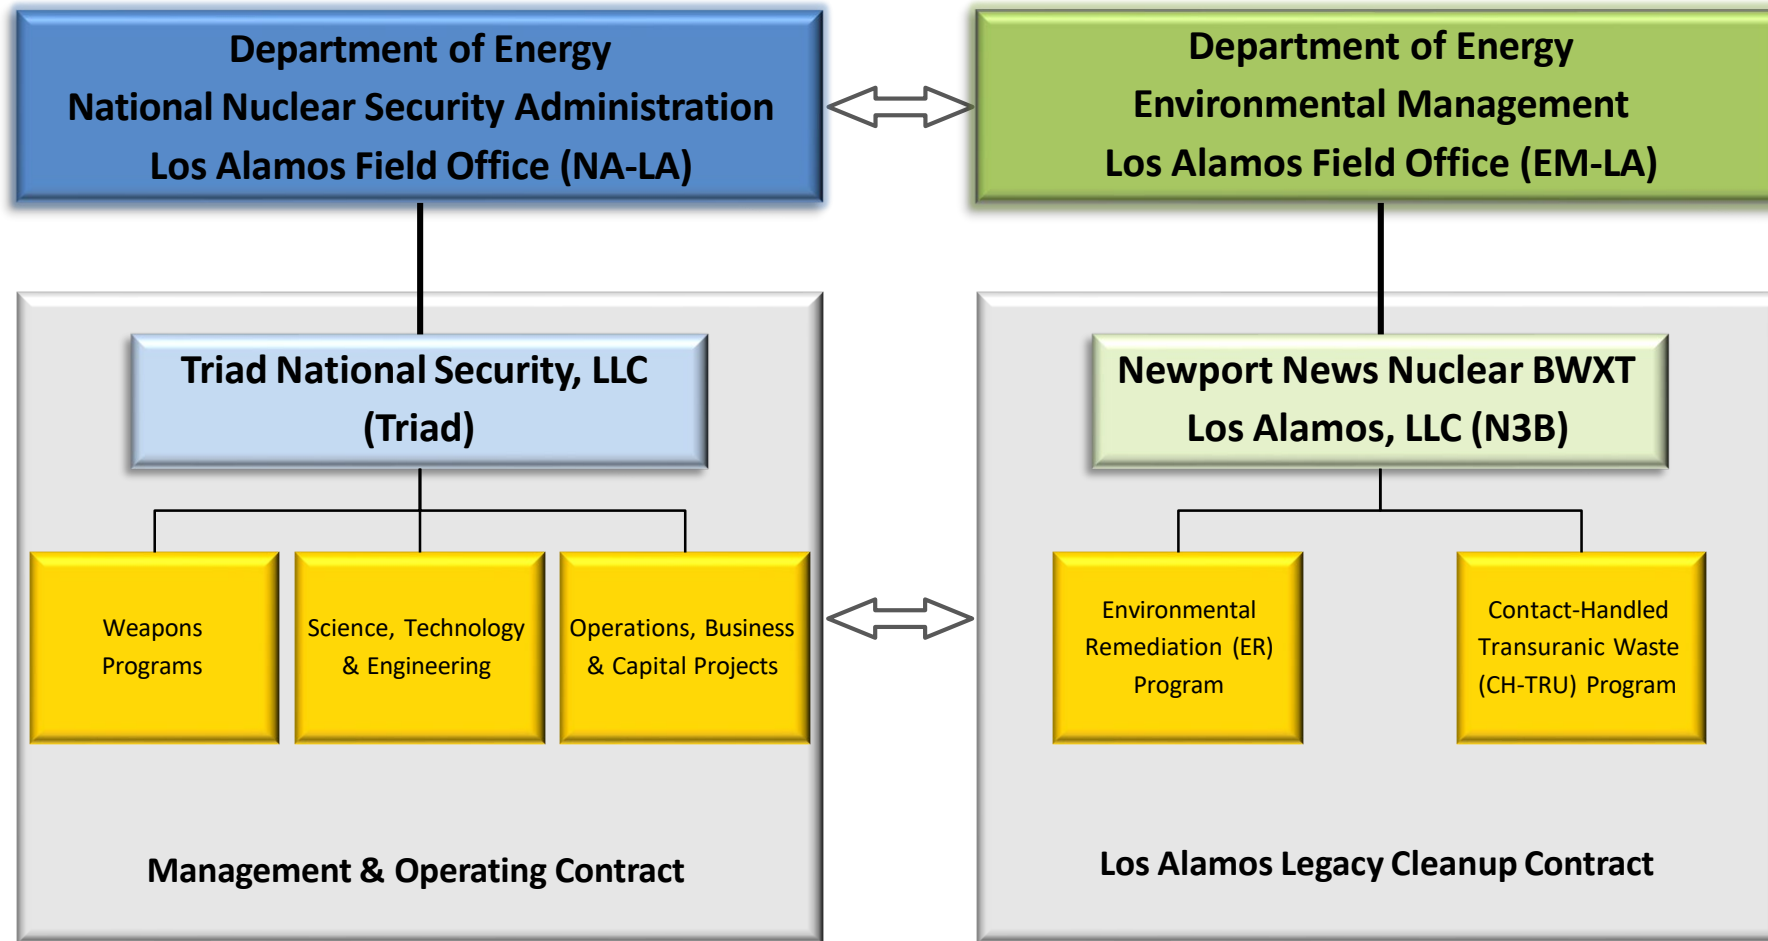 Department of Energy
National Nuclear Security Administration
Los Alamos Field Office (NA-LA)
Department of Energy
Environmental Management
Los Alamos Field Office (EM-LA)
Triad National Security, LLC
(Triad)
Newport News Nuclear BWXT
Los Alamos, LLC (N3B)
Weapons
Programs
Science, Technology
& Engineering
Operations, Business
& Capital Projects
Environmental
Remediation (ER)
Program
Contact-Handled
Transuranic Waste
(CH-TRU) Program
Management & Operating Contract
Los Alamos Legacy Cleanup Contract